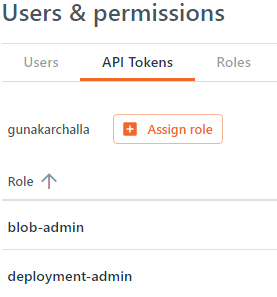 Users & permissions
Users API Tokens Roles
gunakarchalla Assign role
Role
blob-admin
deployment-admin